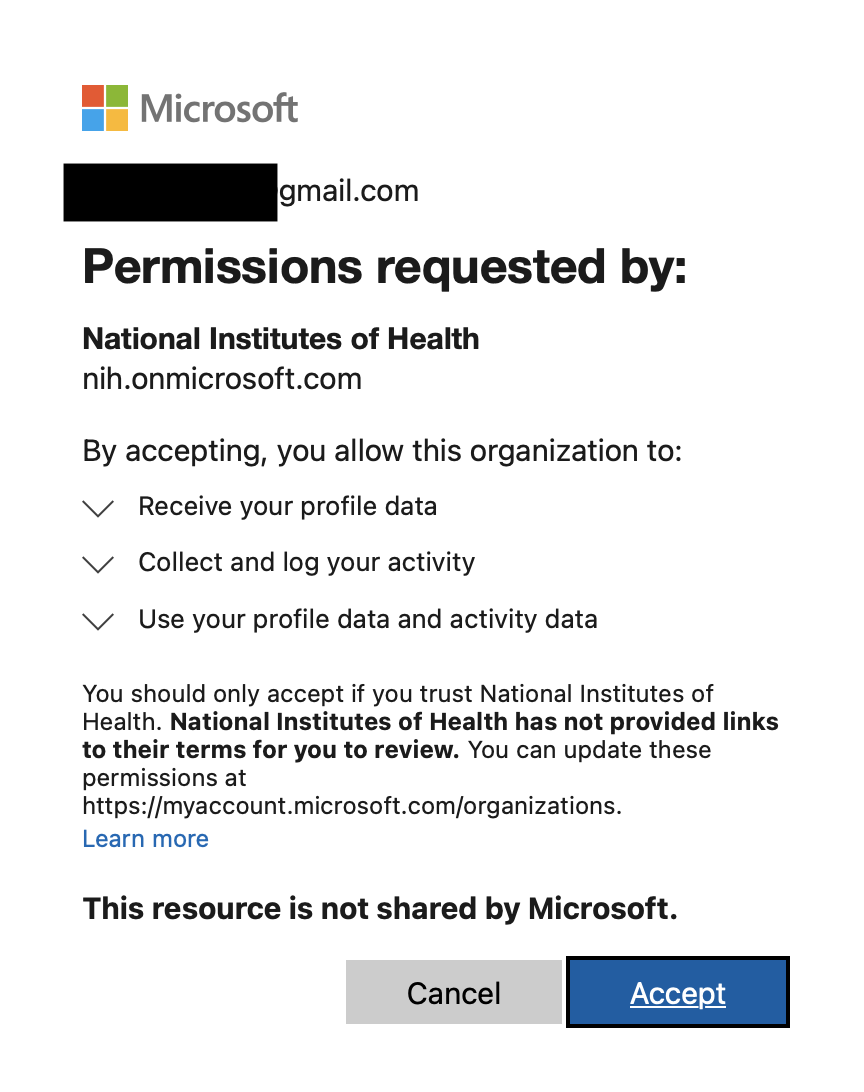 Microsoft
gmail.com
Permissions requested by:
National Institutes of Health
nih.onmicrosoft.com
By accepting, you allow this organization to:
Receive your profile data
Collect and log your activity
Use your profile data and activity data
You should only accept if you trust National Institutes of
Health. National Institutes of Health has not provided links
to their terms for you to review. You can update these
permissions at
https://myaccount.microsoft.com/organizations.
Learn more
This resource is not shared by Microsoft.
Cancel
Accept